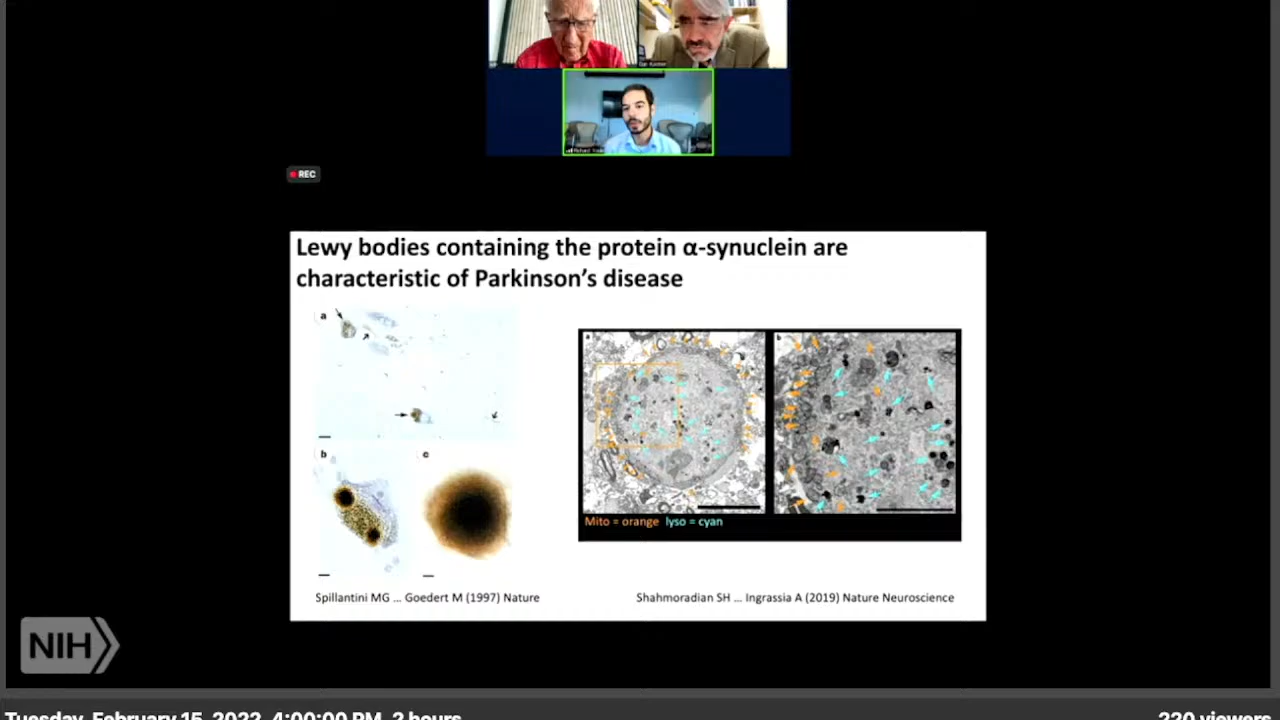 REC
Lewy bodies containing the protein α-synuclein are
characteristic of Parkinson's disease
a
b
c
a
b
Mito = orange lyso = cyan
Spillantini MG ... Goedert M (1997) Nature
Shahmoradian SH ... Ingrassia A (2019) Nature Neuroscience
NIH
Tuesday, February 15, 2022, 4:00:00 PM, 2 hours
220 viewers